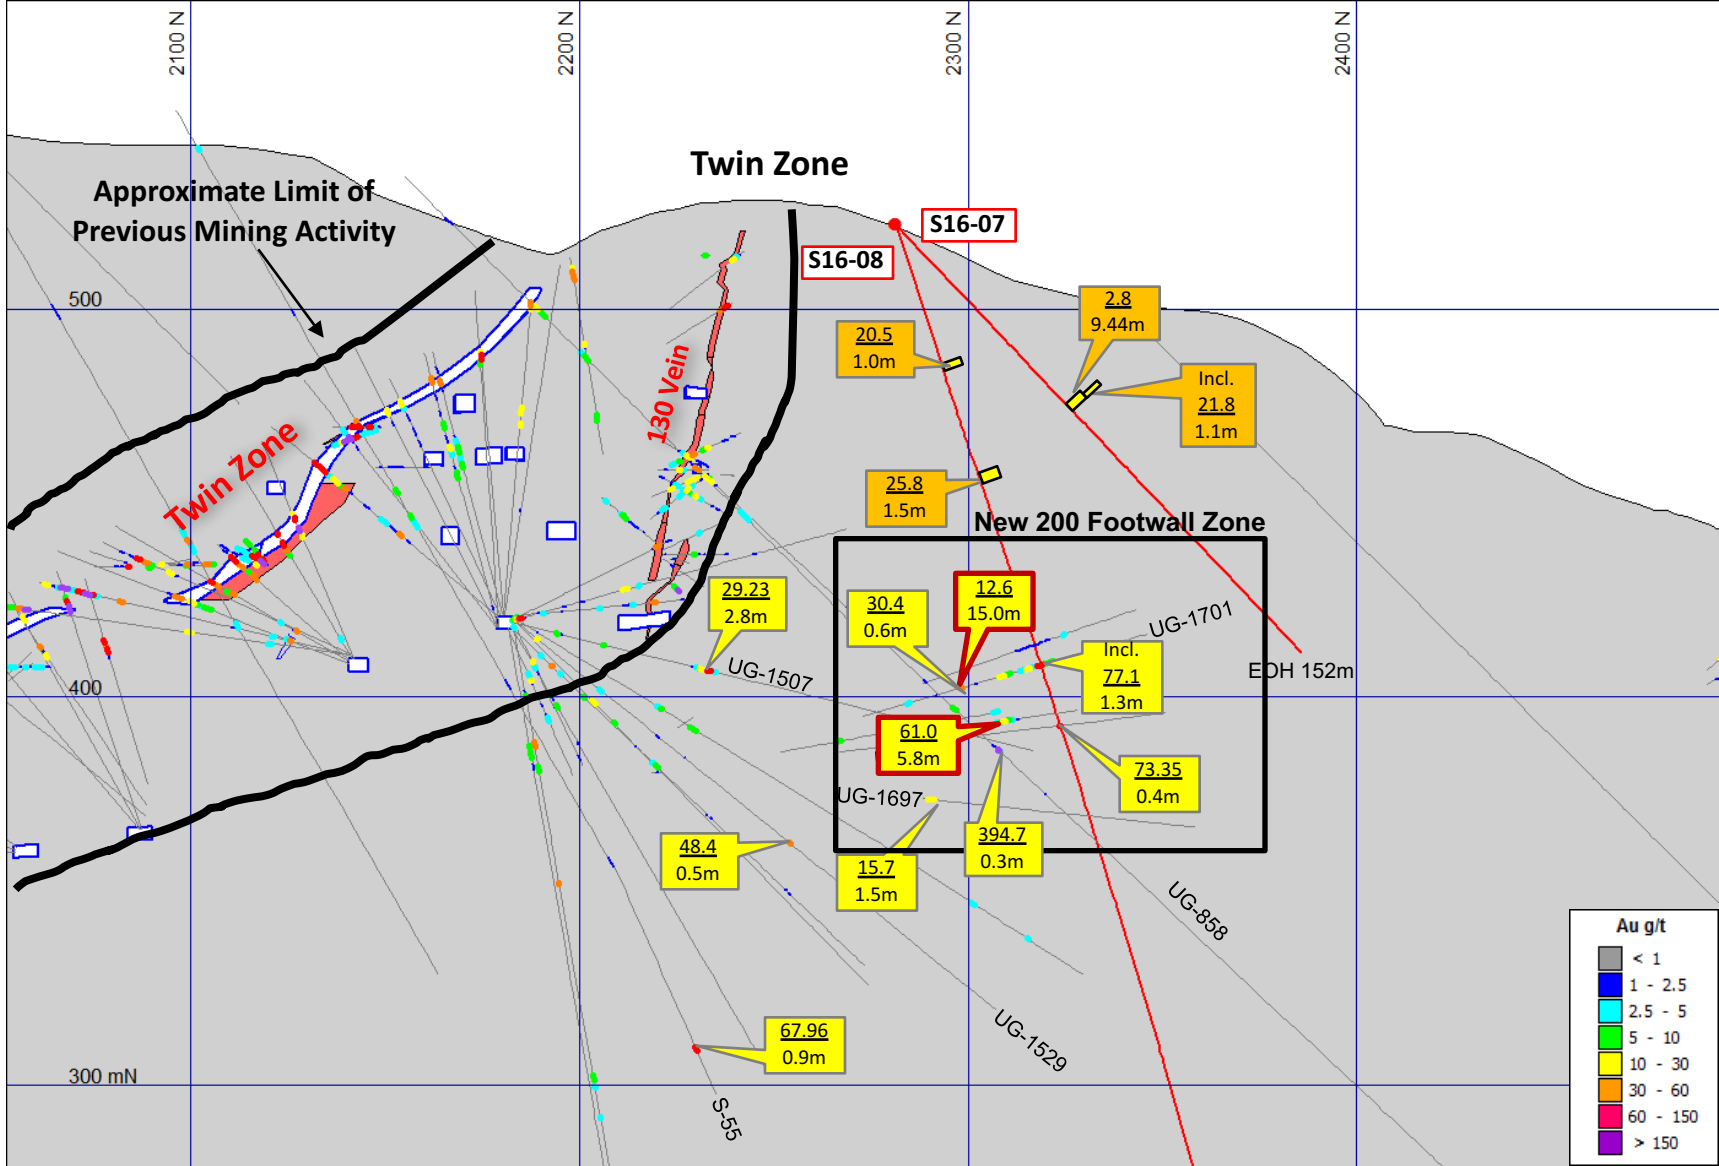 2100 N
2200 N
2300 N
2400 N
Twin Zone
Approximate Limit of
Previous Mining Activity
S16-07
S16-08
500
2.8
9.44m
20.5
1.0m
Incl.
21.8
1.1m
130 Vein
Twin Zone
25.8
1.5m
New 200 Footwall Zone
29.23
2.8m
30.4
0.6m
12.6
15.0m
UG-1701
Incl.
77.1
1.3m
UG-1507
EOH 152m
400
61.0
5.8m
73.35
0.4m
UG-1697
48.4
0.5m
394.7
0.3m
15.7
1.5m
UG-858
67.96
0.9m
UG-1529
300 mN
S-55
Au g/t
< 1
1 - 2.5
2.5 - 5
5 - 10
10 - 30
30 - 60
60 - 150
> 150